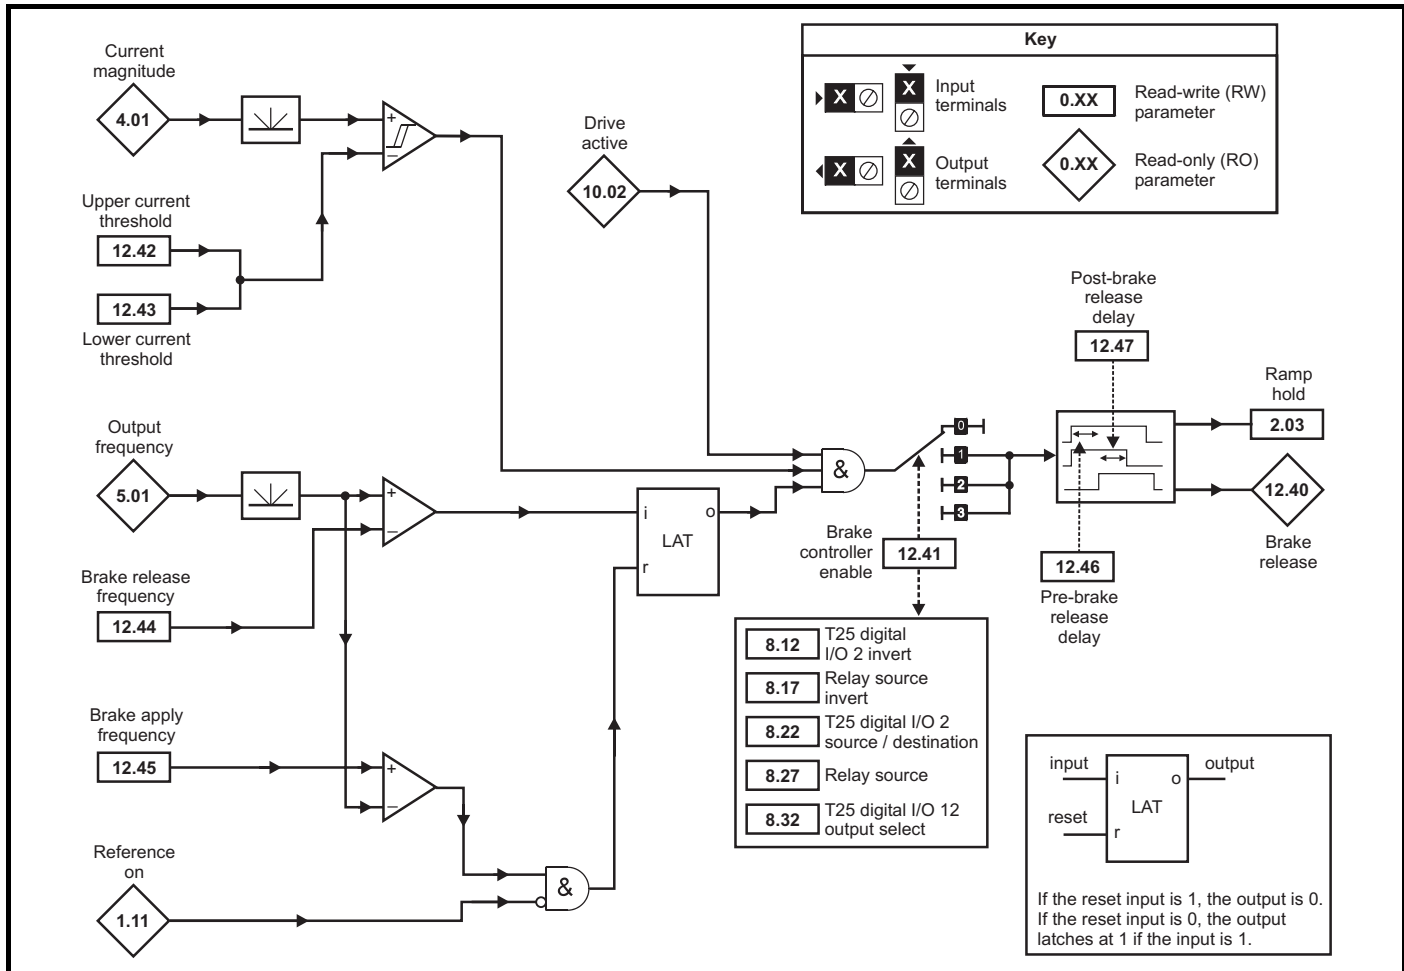 Current
magnitude
4.01
+
−
Upper current
threshold
12.42
12.43
Lower current
threshold
Drive
active
10.02
Key
X
X
Input
terminals
0.XX
Read-write (RW)
parameter
X
X
Output
terminals
0.XX
Read-only (RO)
parameter
Output
frequency
5.01
+
−
Brake release
frequency
12.44
i
o
LAT
r
&
0
1
2
3
Brake
controller
enable
12.41
Post-brake
release
delay
12.47
12.46
Pre-brake
release
delay
Ramp
hold
2.03
12.40
Brake
release
8.12 T25 digital
I/O 2 invert
8.17 Relay source
invert
8.22 T25 digital I/O 2
source / destination
8.27 Relay source
8.32 T25 digital I/O 12
output select
Brake apply
frequency
12.45
+
−
Reference
on
1.11
&
input
i
o
output
LAT
reset
r
If the reset input is 1, the output is 0.
If the reset input is 0, the output
latches at 1 if the input is 1.